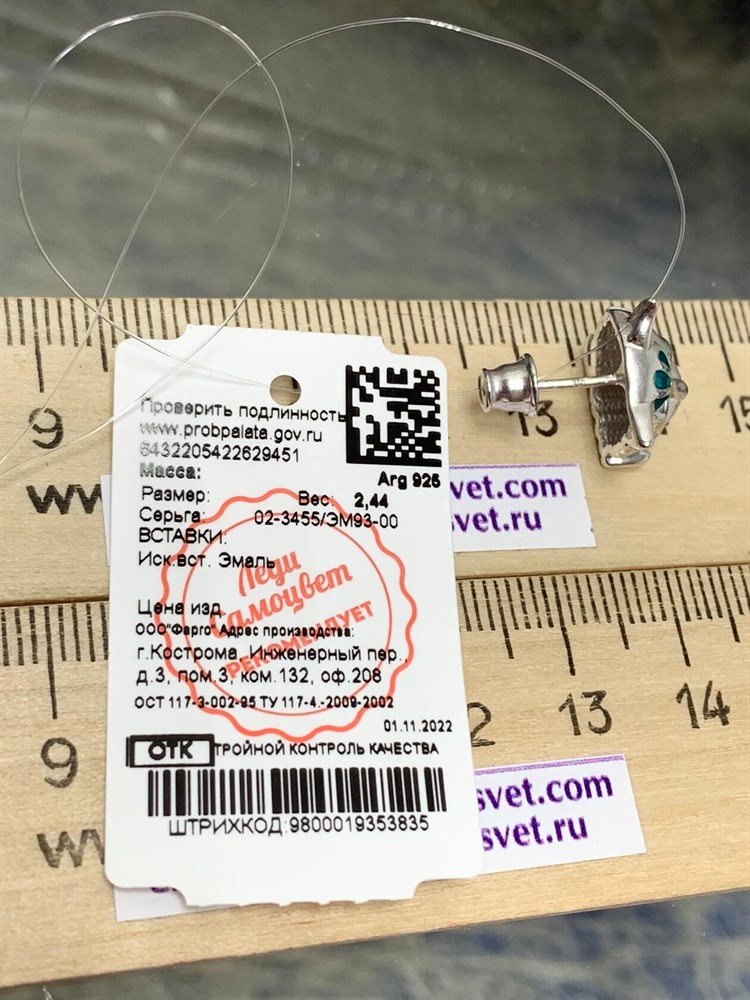 Проверить подлинность
www.probpalata.gov.ru
6432205422629451
Масса:
Arg 925
Размер:
Вес: 2,44
Серьга: 02-3455/ЭМ93-00
ВСТАВКИ:
Иск.вст. Эмаль
Леди
Самоцвет
РЕКОМЕНДУЕТ
Цена изд.
ООО"Фарго" Адрес производства:
г.Кострома, Инженерный пер.,
д.3, пом.3, ком.132, оф.208
ОСТ 117-3-002-95 ТУ 117-4.-2009-2002
01.11.2022
ОТК ТРОЙНОЙ КОНТРОЛЬ КАЧЕСТВА
ШТРИХКОД:9800019353835
9
13
svet.com
svet.ru
9
13
14
svet.com
svet.ru